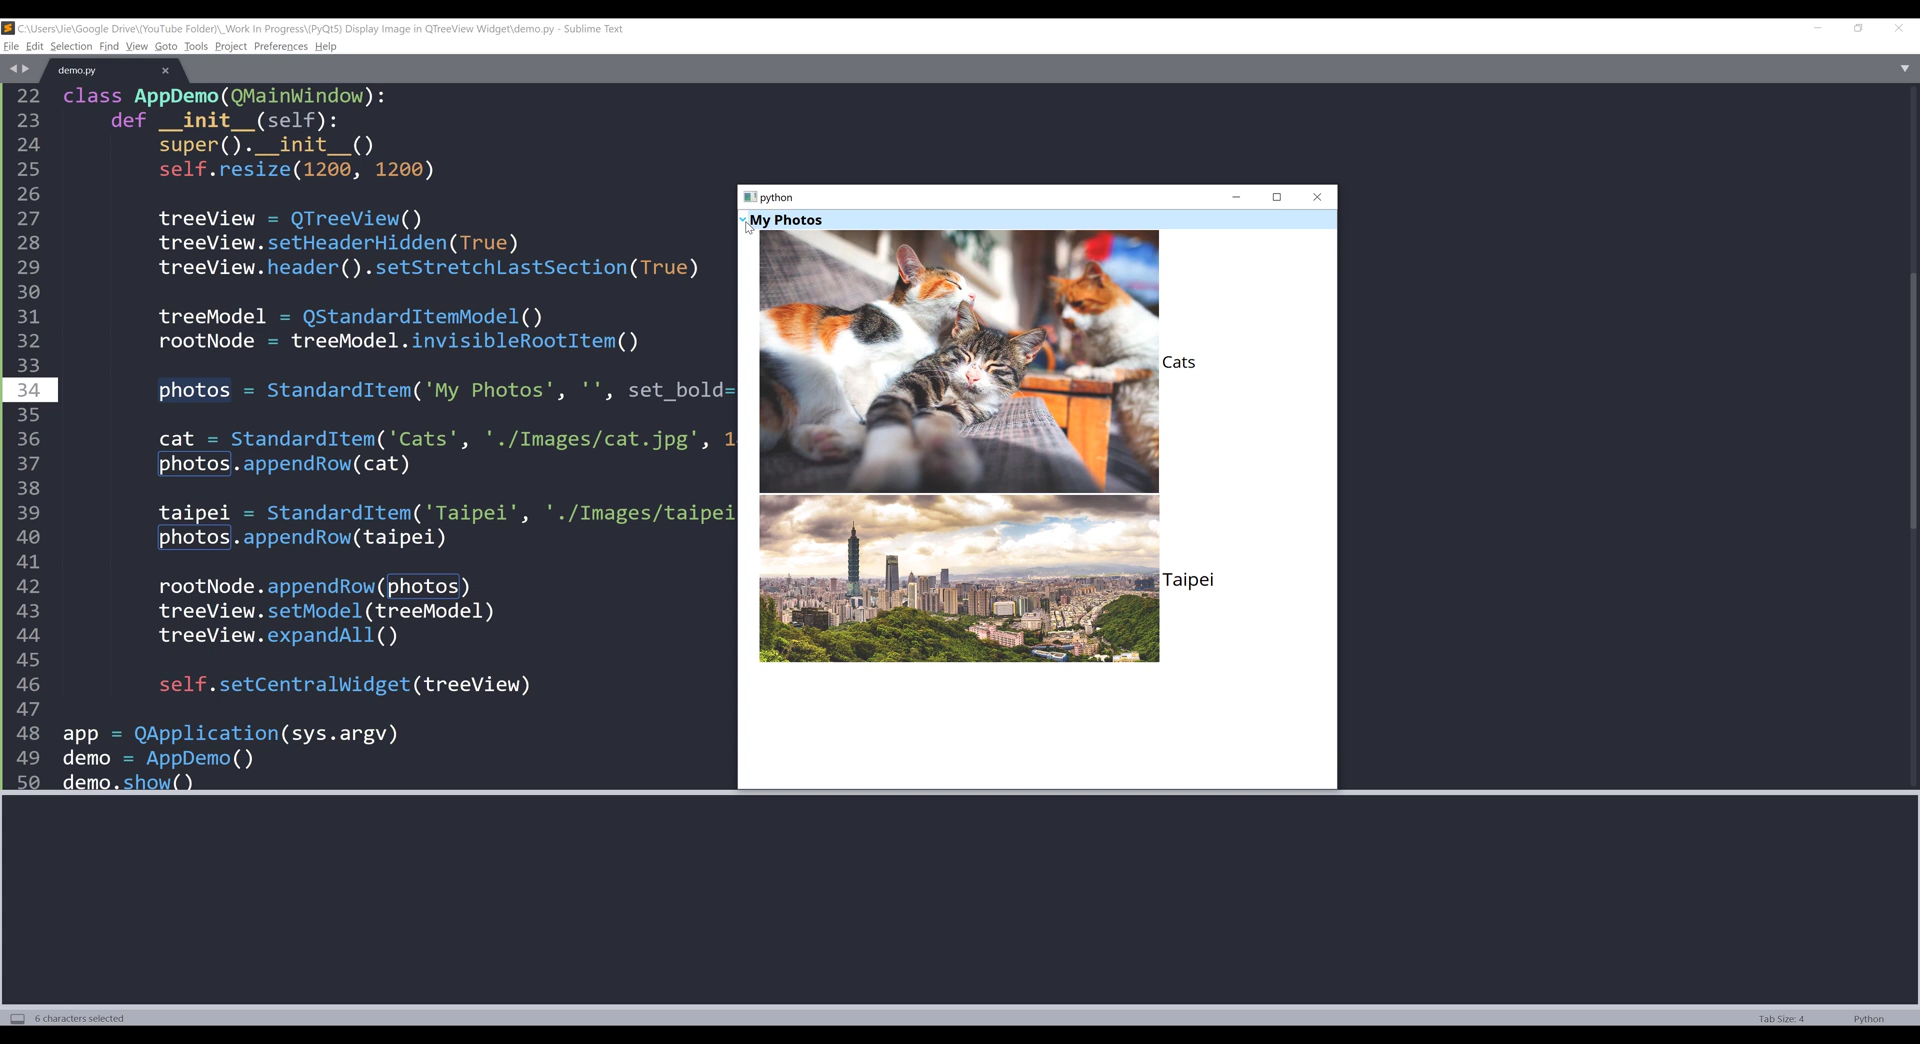 C:\Users\Jie\Google Drive\(YouTube Folder)\_Work In Progress\(PyQt5) Display Image in QTreeView Widget\demo.py - Sublime Text
File Edit Selection Find View Goto Tools Project Preferences Help
demo.py
22 class AppDemo(QMainWindow):
23 def __init__(self):
24 super().__init__()
25 self.resize(1200, 1200)
26
27 treeView = QTreeView()
28 treeView.setHeaderHidden(True)
29 treeView.header().setStretchLastSection(True)
30
31 treeModel = QStandardItemModel()
32 rootNode = treeModel.invisibleRootItem()
33
34 photos = StandardItem('My Photos', '', set_bold=
35
36 cat = StandardItem('Cats', './Images/cat.jpg', 1
37 photos.appendRow(cat)
38
39 taipei = StandardItem('Taipei', './Images/taipei
40 photos.appendRow(taipei)
41
42 rootNode.appendRow(photos)
43 treeView.setModel(treeModel)
44 treeView.expandAll()
45
46 self.setCentralWidget(treeView)
47
48 app = QApplication(sys.argv)
49 demo = AppDemo()
50 demo.show()
python
My Photos
Cats
Taipei
6 characters selected
Tab Size: 4
Python